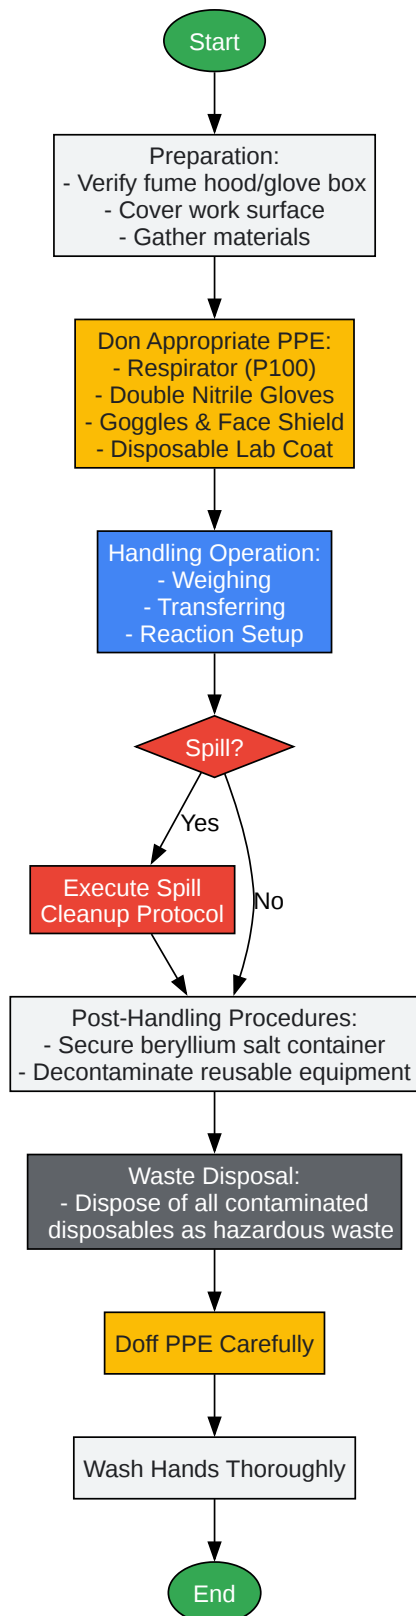 Start
Preparation:
- Verify fume hood/glove box
- Cover work surface
- Gather materials
Don Appropriate PPE:
- Respirator (P100)
- Double Nitrile Gloves
- Goggles & Face Shield
- Disposable Lab Coat
Handling Operation:
- Weighing
- Transferring
- Reaction Setup
Spill?
Yes
Execute Spill
Cleanup Protocol
No
Post-Handling Procedures:
- Secure beryllium salt container
- Decontaminate reusable equipment
Waste Disposal:
- Dispose of all contaminated
disposables as hazardous waste
Doff PPE Carefully
Wash Hands Thoroughly
End